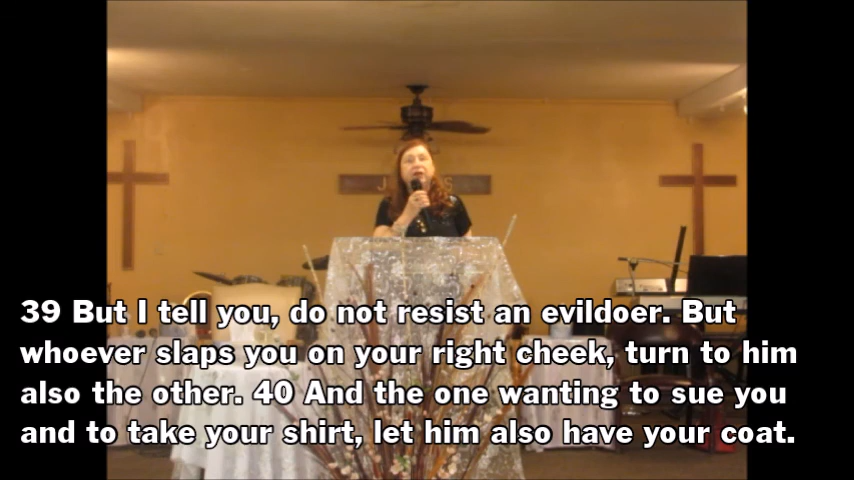 39 But I tell you, do not resist an evildoer. But
whoever slaps you on your right cheek, turn to him
also the other. 40 And the one wanting to sue you
and to take your shirt, let him also have your coat.